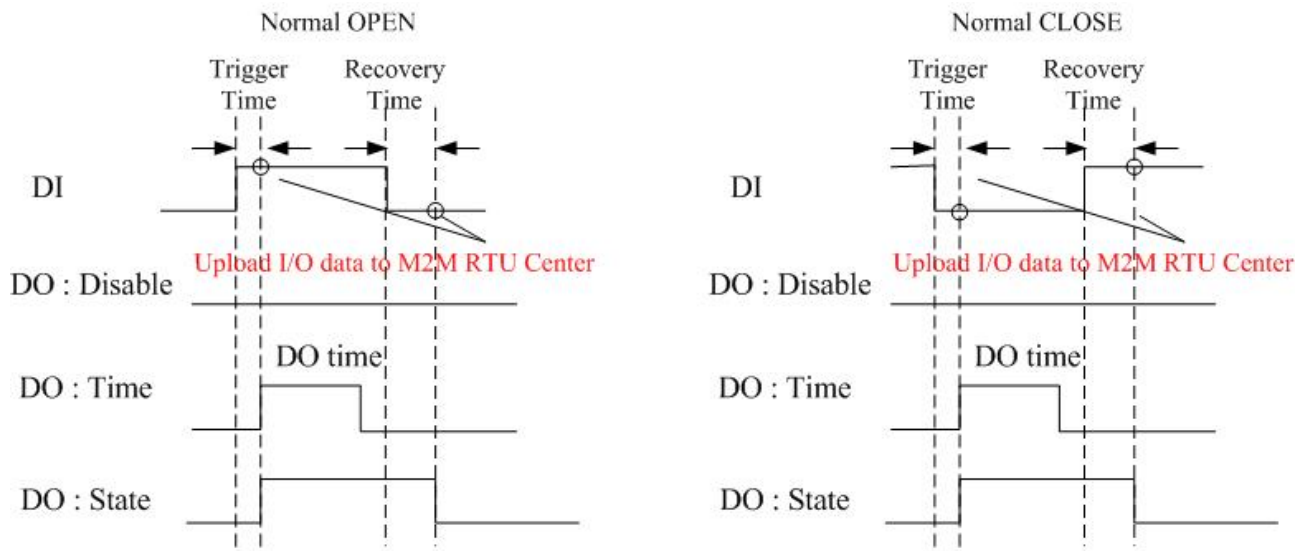 Normal OPEN
Trigger Time
Recovery Time
DI
Upload I/O data to M2M RTU Center
DO : Disable
DO time
DO : Time
DO : State
Normal CLOSE
Trigger Time
Recovery Time
DI
Upload I/O data to M2M RTU Center
DO : Disable
DO time
DO : Time
DO : State